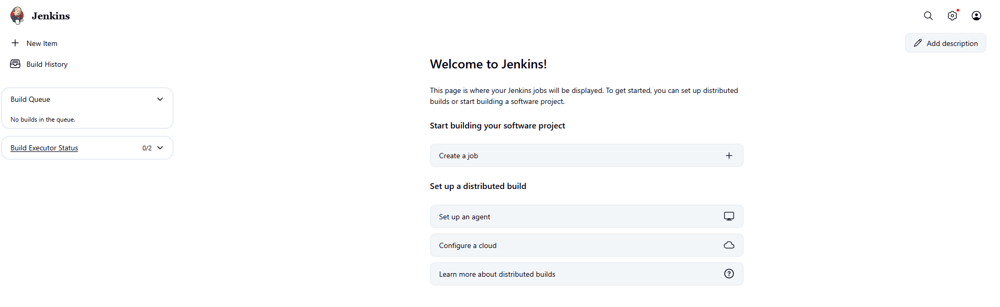 Jenkins
New Item
Build History
Build Queue
No builds in the queue.
Build Executor Status 0/2
Add description
Welcome to Jenkins!
This page is where your Jenkins jobs will be displayed. To get started, you can set up distributed
builds or start building a software project.
Start building your software project
Create a job
Set up a distributed build
Set up an agent
Configure a cloud
Learn more about distributed builds